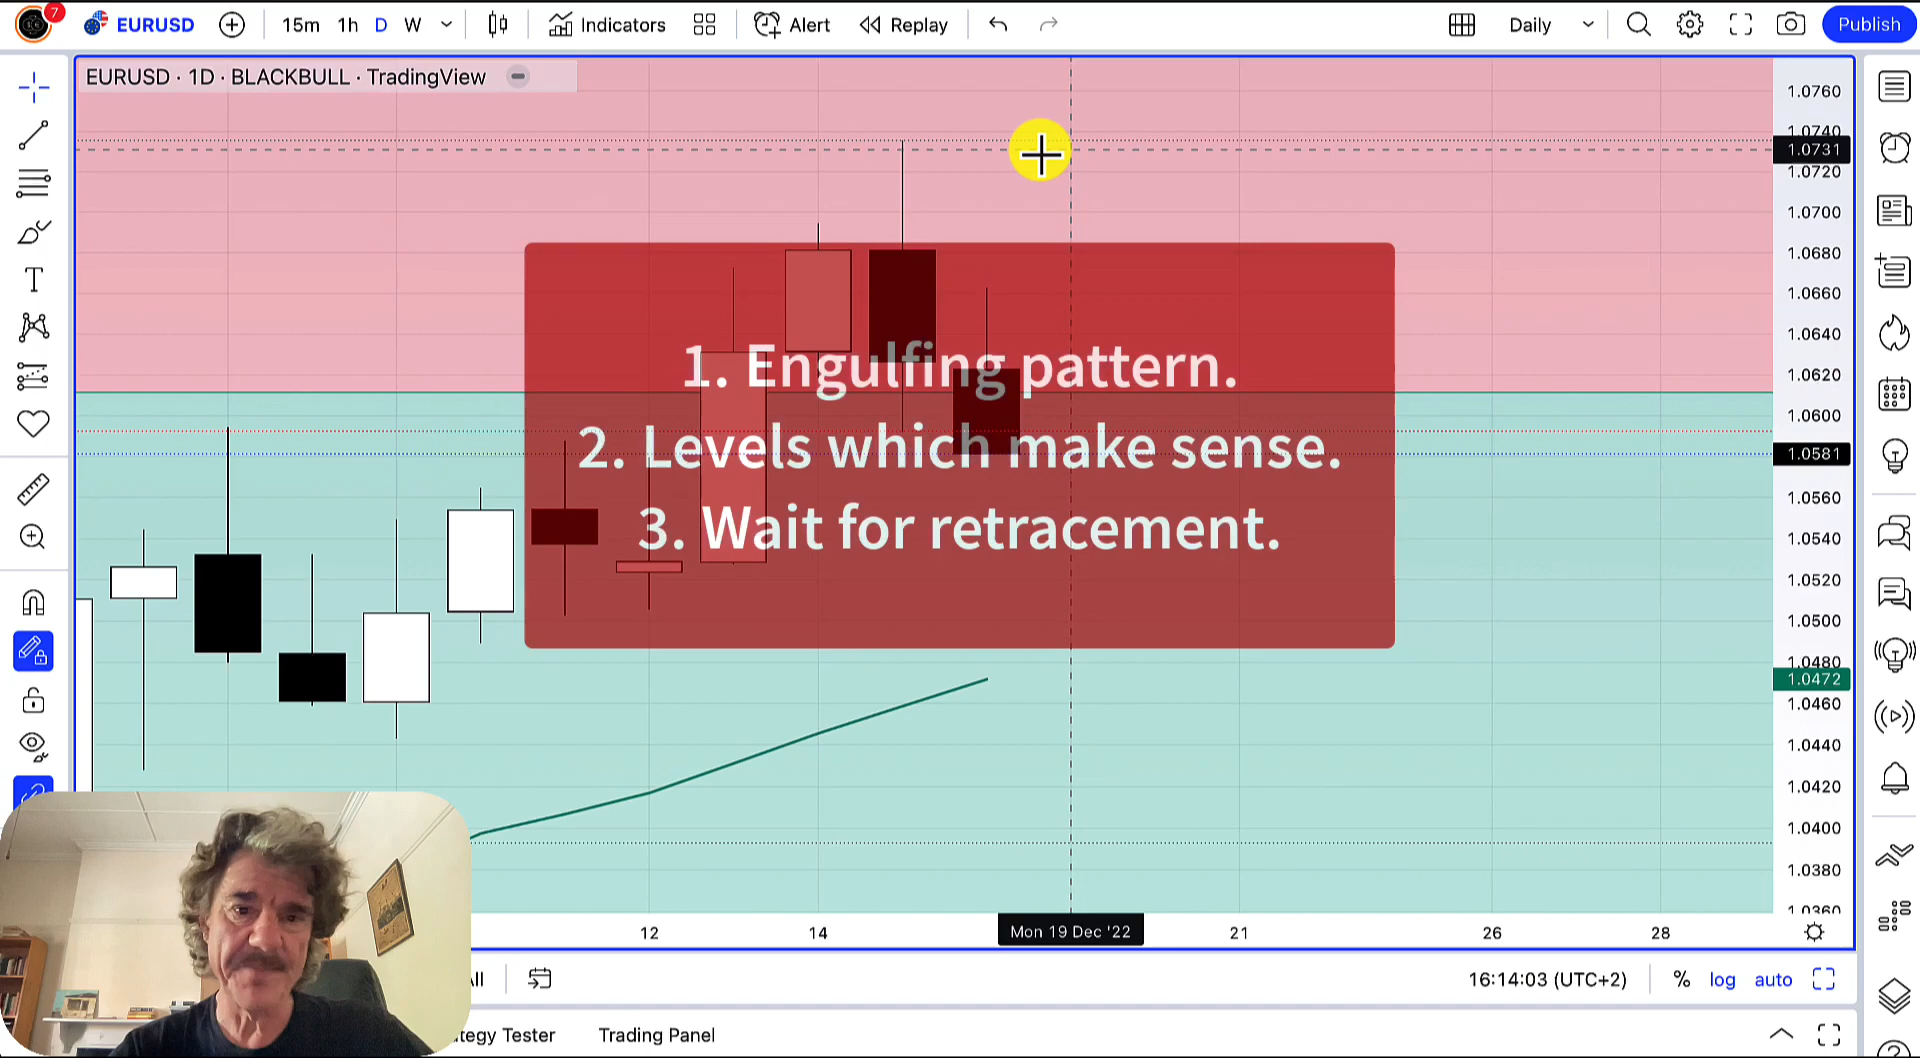 7
EURUSD
15m
1h
D
W
Indicators
Alert
Replay
Daily
Publish
EURUSD · 1D · BLACKBULL · TradingView
1.0760
1.0740
1.0731
1.0720
1.0700
1.0680
1.0660
1.0640
1.0620
1.0600
1.0581
1.0560
1.0540
1.0520
1.0500
1.0480
1.0472
1.0460
1.0440
1.0420
1.0400
1.0380
1.0360
1. Engulfing pattern.
2. Levels which make sense.
3. Wait for retracement.
12
14
Mon 19 Dec '22
21
26
28
16:14:03 (UTC+2)
%
log
auto
Tester
Trading Panel